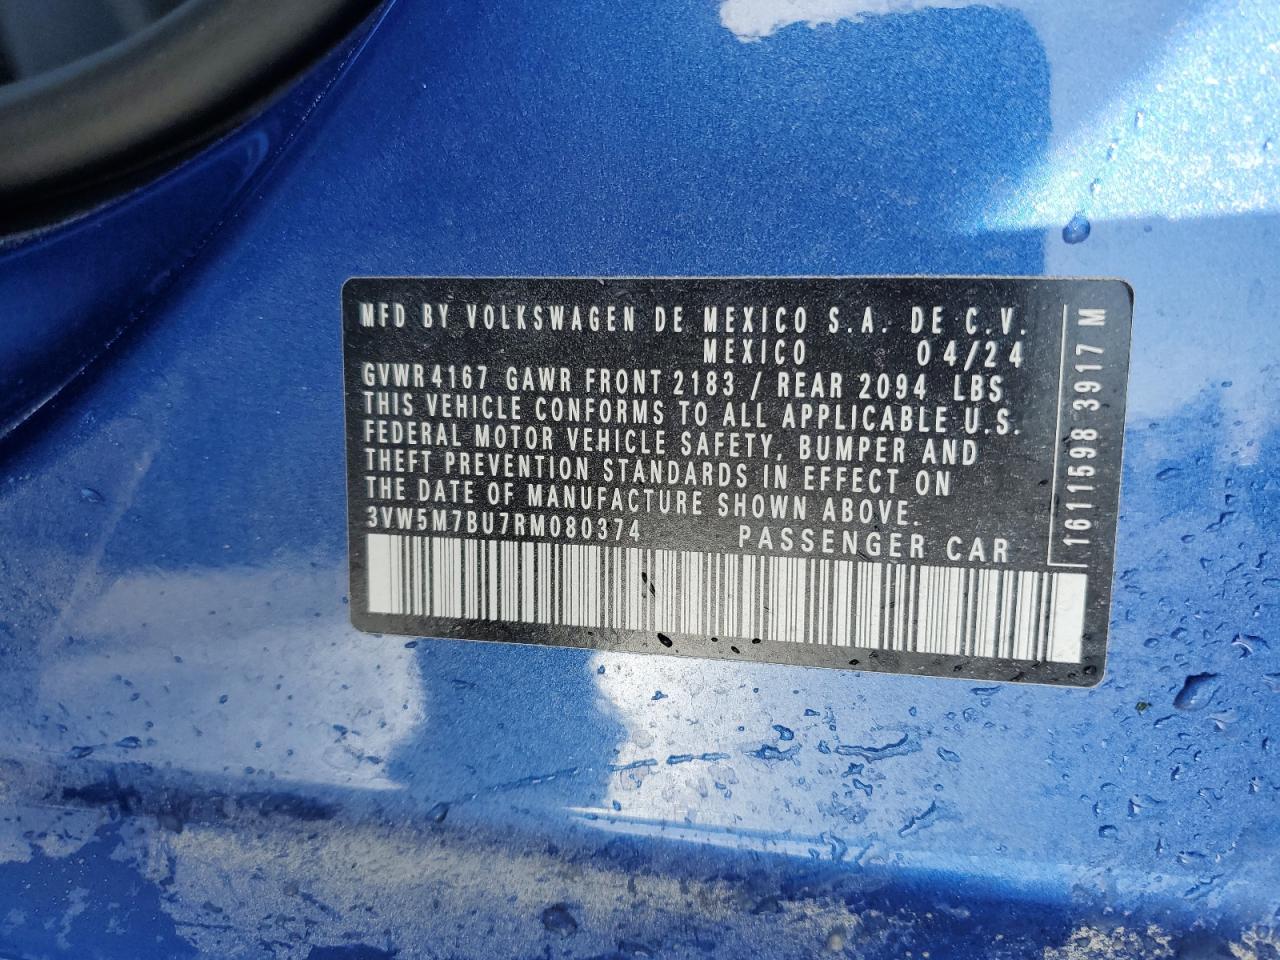 MFD BY VOLKSWAGEN DE MEXICO S.A. DE C.V.
MEXICO 04/24
GVWR 4167 GAWR FRONT 2183 / REAR 2094 LBS
THIS VEHICLE CONFORMS TO ALL APPLICABLE U.S.
FEDERAL MOTOR VEHICLE SAFETY, BUMPER AND
THEFT PREVENTION STANDARDS IN EFFECT ON
THE DATE OF MANUFACTURE SHOWN ABOVE.
3VW5M7BU7RM080374 PASSENGER CAR
1611598 3917 M